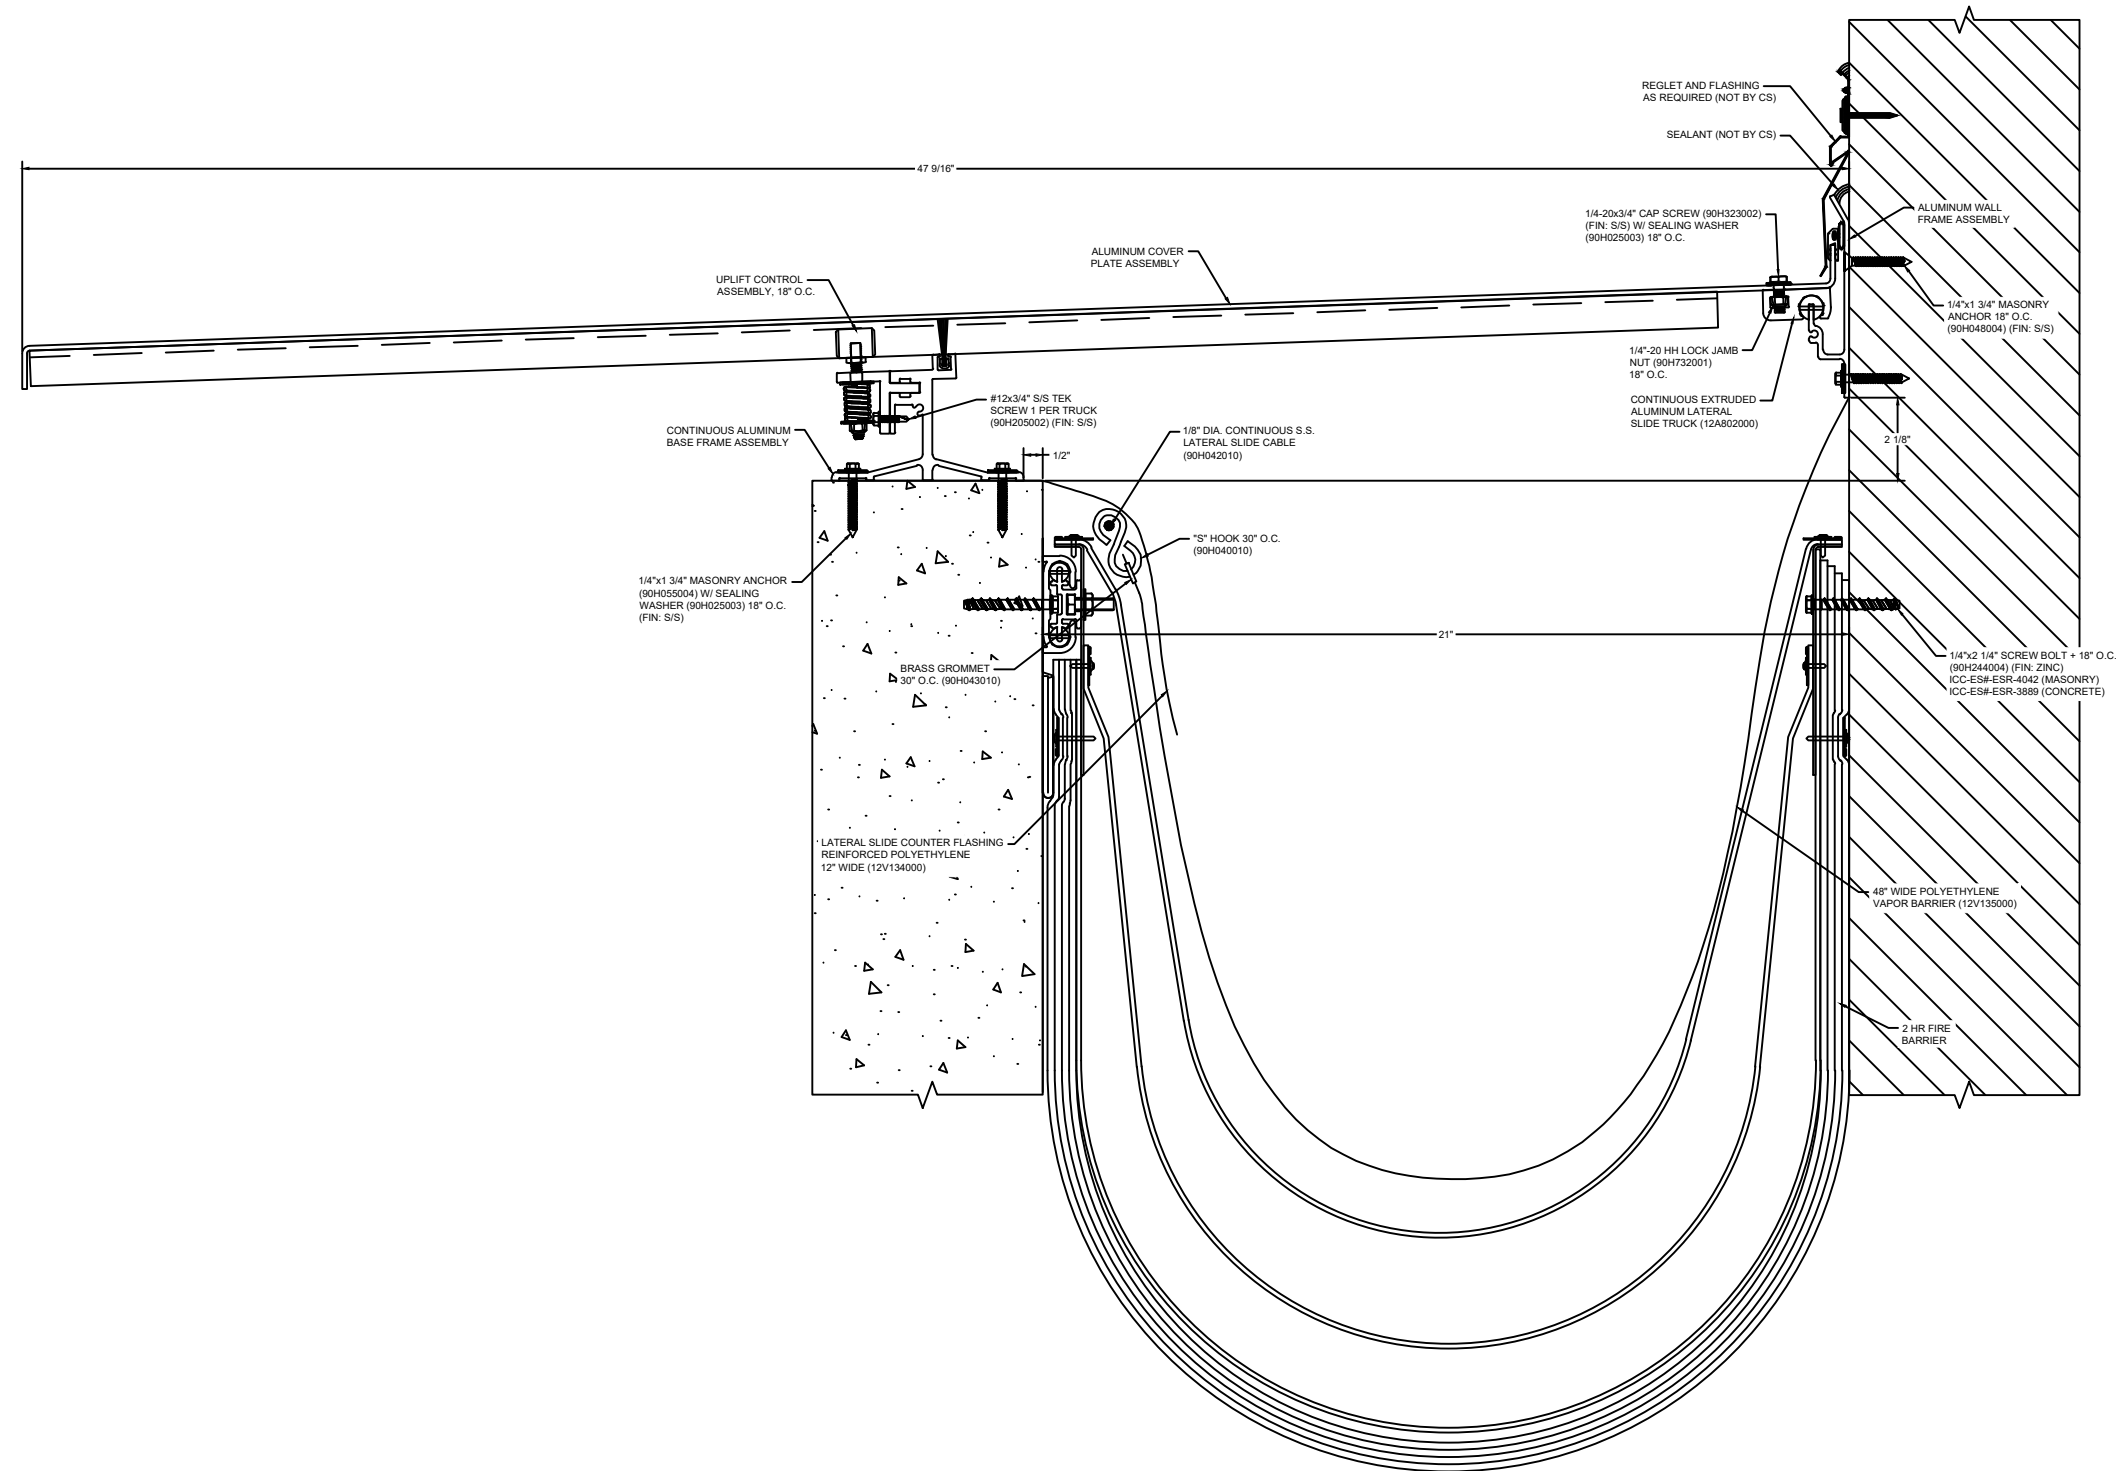 REGLET AND FLASHING
AS REQUIRED (NOT BY CS)
SEALANT (NOT BY CS)
47 9/16"
1/4-20x3/4" CAP SCREW (90H323002)
(FIN: S/S) W/ SEALING WASHER
(90H025003) 18" O.C.
ALUMINUM WALL
FRAME ASSEMBLY
ALUMINUM COVER
PLATE ASSEMBLY
UPLIFT CONTROL
ASSEMBLY, 18" O.C.
1/4"x1 3/4" MASONRY
ANCHOR 18" O.C.
(90H048004) (FIN: S/S)
1/4"-20 HH LOCK JAMB
NUT (90H732001)
18" O.C.
#12x3/4" S/S TEK
SCREW 1 PER TRUCK
(90H205002) (FIN: S/S)
CONTINUOUS EXTRUDED
ALUMINUM LATERAL
SLIDE TRUCK (12A802000)
CONTINUOUS ALUMINUM
BASE FRAME ASSEMBLY
1/8" DIA. CONTINUOUS S.S.
LATERAL SLIDE CABLE
(90H042010)
2 1/8"
1/2"
"S" HOOK 30" O.C.
(90H040010)
1/4"x1 3/4" MASONRY ANCHOR
(90H055004) W/ SEALING
WASHER (90H025003) 18" O.C.
(FIN: S/S)
21"
BRASS GROMMET
30" O.C. (90H043010)
1/4"x2 1/4" SCREW BOLT + 18" O.C.
(90H244004) (FIN: ZINC)
ICC-ES#-ESR-4042 (MASONRY)
ICC-ES#-ESR-3889 (CONCRETE)
LATERAL SLIDE COUNTER FLASHING
REINFORCED POLYETHYLENE
12" WIDE (12V134000)
48" WIDE POLYETHYLENE
VAPOR BARRIER (12V135000)
2 HR FIRE
BARRIER